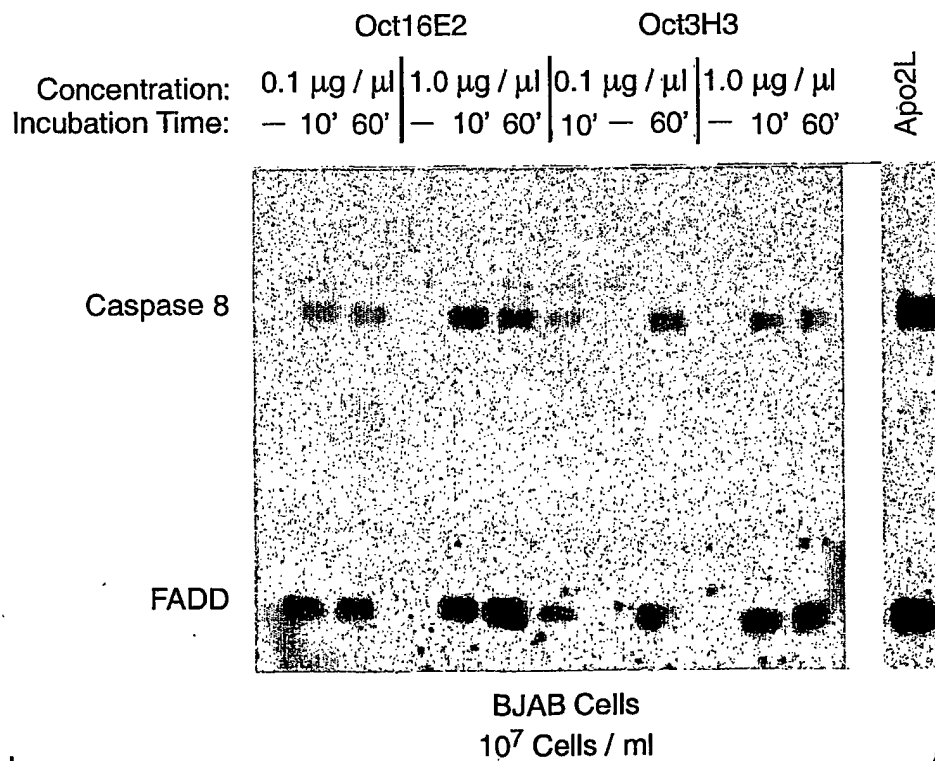 Oct16E2 Oct3H3
Concentration: 0.1 µg / µl 1.0 µg / µl 0.1 µg / µl 1.0 µg / µl Apo2L
Incubation Time: – 10' 60' – 10' 60' 10' – 60' – 10' 60'
Caspase 8
FADD
BJAB Cells
10⁷ Cells / ml